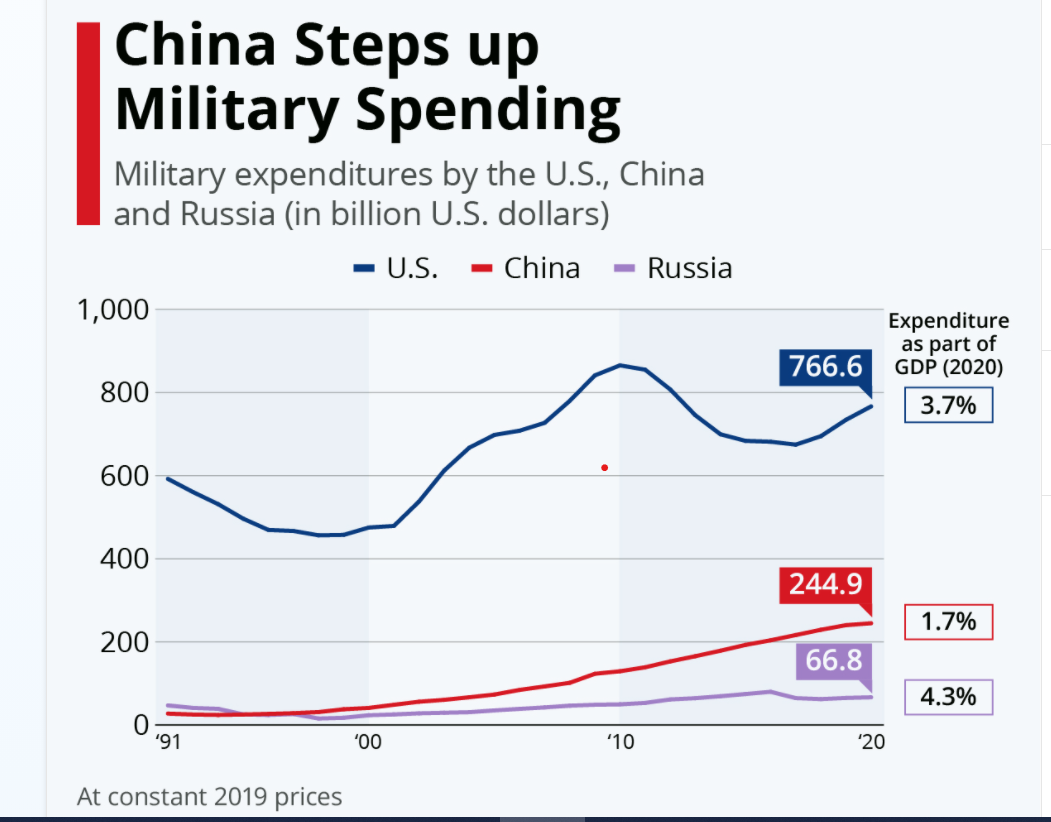 China Steps up
Military Spending
Military expenditures by the U.S., China
and Russia (in billion U.S. dollars)
U.S. China Russia
1,000
800
600
400
200
0
Expenditure
as part of
GDP (2020)
766.6
3.7%
244.9
1.7%
66.8
4.3%
‘91 ‘00 ‘10 ‘20
At constant 2019 prices